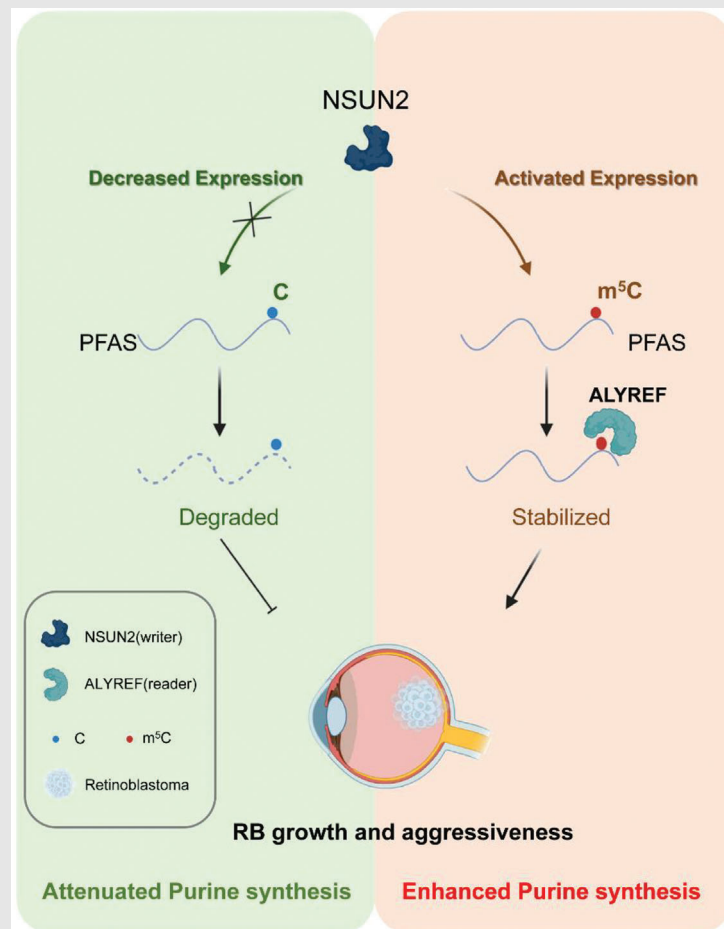 NSUN2
Decreased Expression
Activated Expression
C
m⁵C
PFAS
PFAS
ALYREF
Degraded
Stabilized
NSUN2(writer)
ALYREF(reader)
C
m⁵C
Retinoblastoma
RB growth and aggressiveness
Attenuated Purine synthesis
Enhanced Purine synthesis